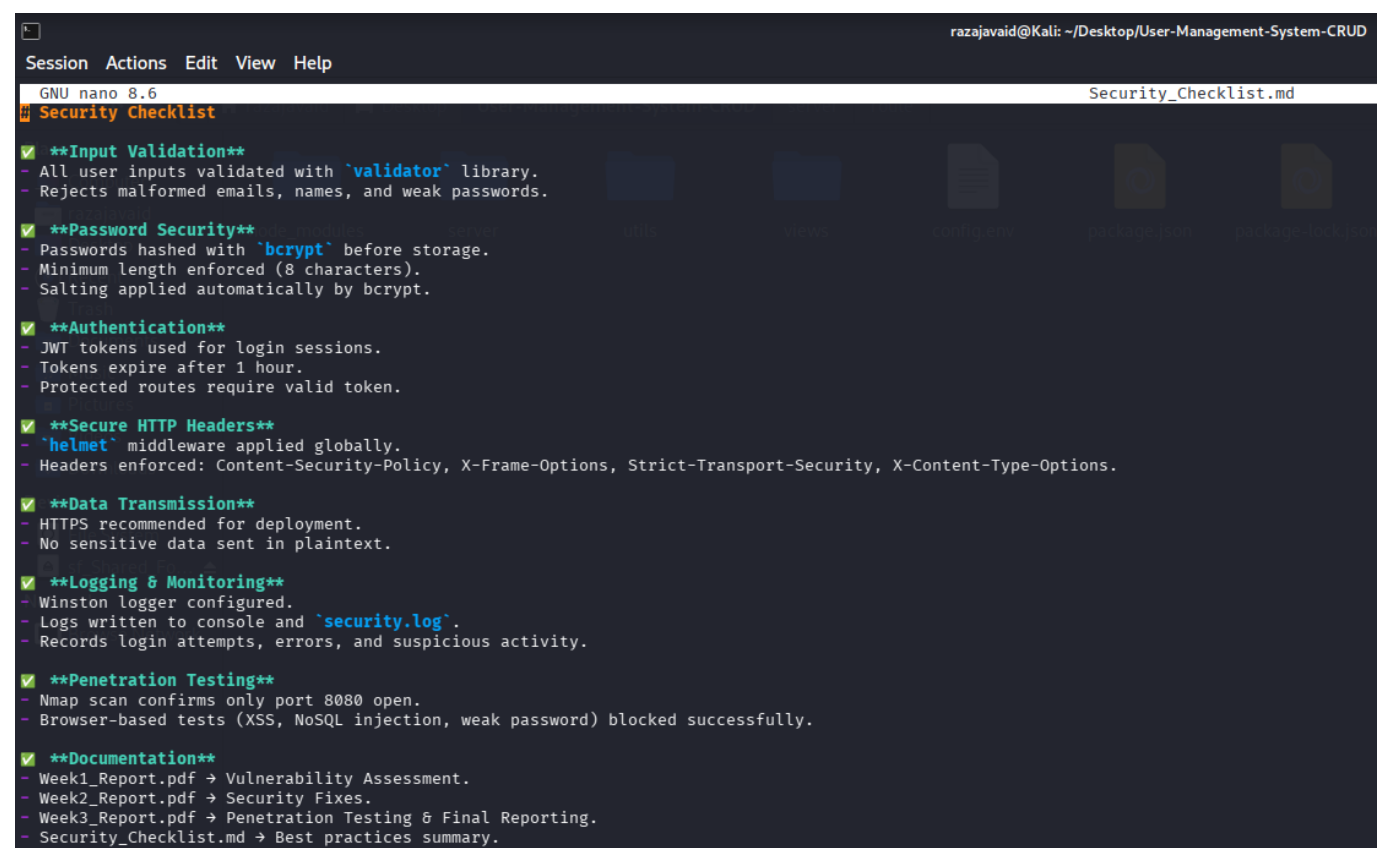 razajavaid@Kali: ~/Desktop/User-Management-System-CRUD
Session Actions Edit View Help
GNU nano 8.6 Security_Checklist.md
# Security Checklist
✅ **Input Validation**
- All user inputs validated with `validator` library.
- Rejects malformed emails, names, and weak passwords.
✅ **Password Security**
- Passwords hashed with `bcrypt` before storage.
- Minimum length enforced (8 characters).
- Salting applied automatically by bcrypt.
✅ **Authentication**
- JWT tokens used for login sessions.
- Tokens expire after 1 hour.
- Protected routes require valid token.
✅ **Secure HTTP Headers**
- `helmet` middleware applied globally.
- Headers enforced: Content-Security-Policy, X-Frame-Options, Strict-Transport-Security, X-Content-Type-Options.
✅ **Data Transmission**
- HTTPS recommended for deployment.
- No sensitive data sent in plaintext.
✅ **Logging & Monitoring**
- Winston logger configured.
- Logs written to console and `security.log`.
- Records login attempts, errors, and suspicious activity.
✅ **Penetration Testing**
- Nmap scan confirms only port 8080 open.
- Browser-based tests (XSS, NoSQL injection, weak password) blocked successfully.
✅ **Documentation**
- Week1_Report.pdf → Vulnerability Assessment.
- Week2_Report.pdf → Security Fixes.
- Week3_Report.pdf → Penetration Testing & Final Reporting.
- Security_Checklist.md → Best practices summary.